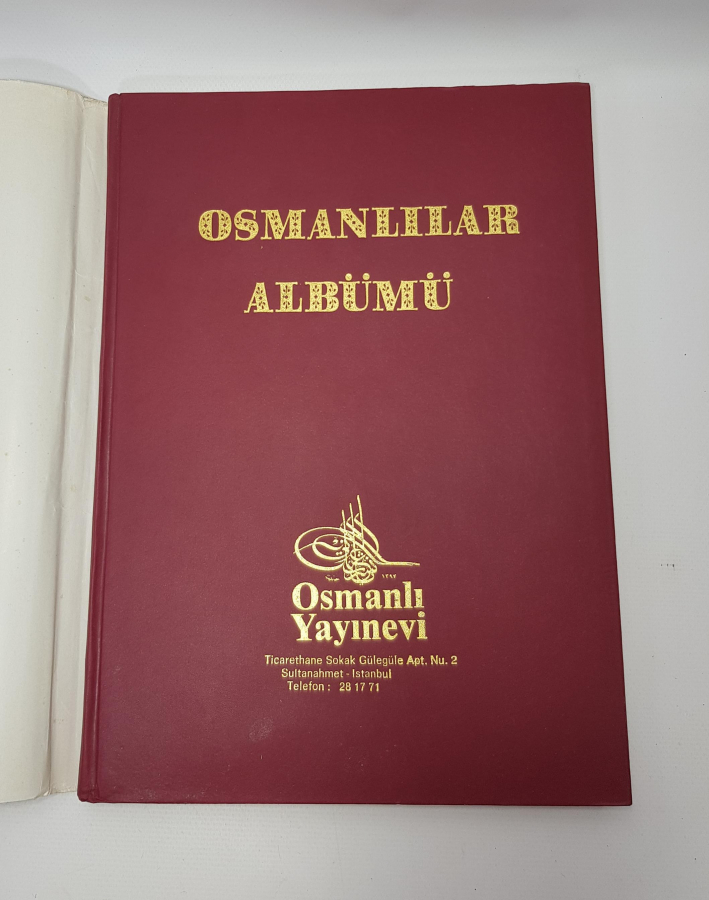 OSMANLILAR
ALBÜMÜ
Osmanlı
Yayınevi
Ticarethane Sokak Gülegüle Apt. Nu. 2
Sultanahmet - Istanbul
Telefon : 28 17 71